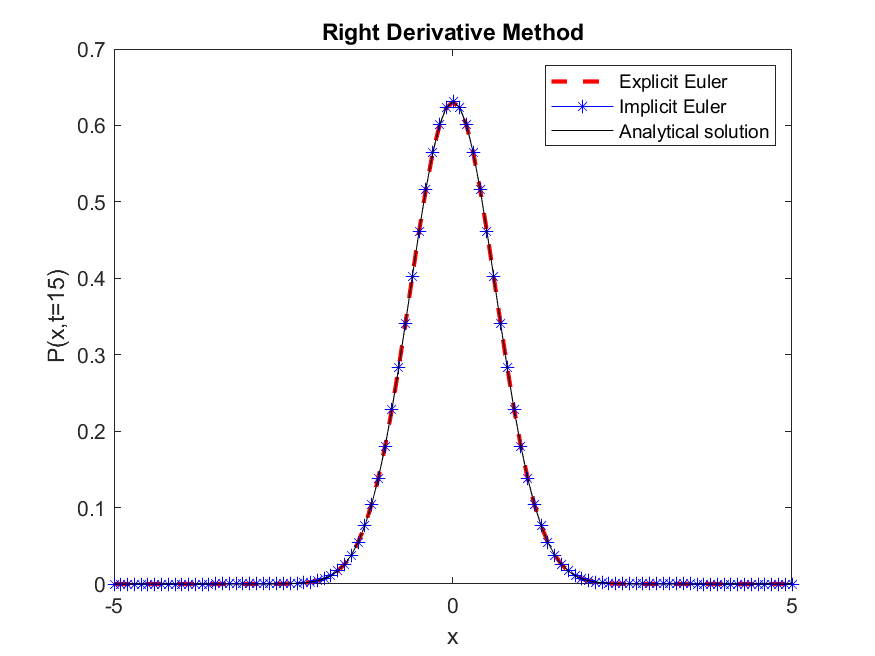 Right Derivative Method
0.7
0.6
0.5
0.4
0.3
0.2
0.1
0
P(x,t=15)
Explicit Euler
Implicit Euler
Analytical solution
-5 0 5
x